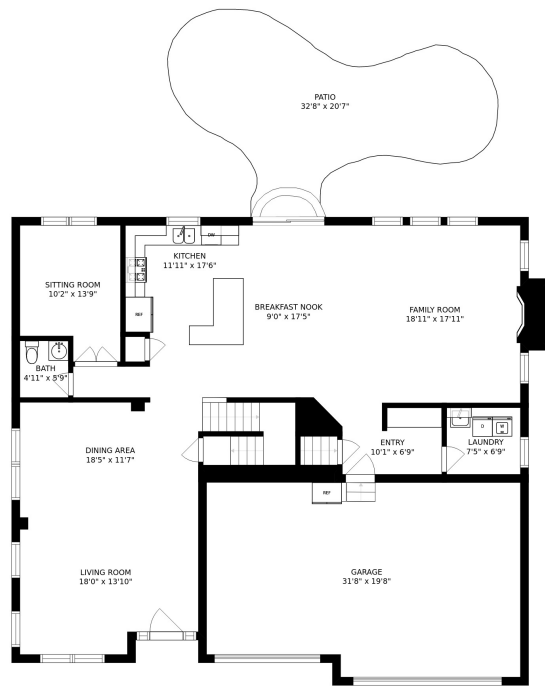 PATIO
32'8" x 20'7"
DW
KITCHEN
11'11" x 17'6"
SITTING ROOM
10'2" x 13'9"
REF
BREAKFAST NOOK
9'0" x 17'5"
FAMILY ROOM
18'11" x 17'11"
BATH
4'11" x 5'9"
DINING AREA
18'5" x 11'7"
ENTRY
10'1" x 6'9"
D
W
LAUNDRY
7'5" x 6'9"
REF
LIVING ROOM
18'0" x 13'10"
GARAGE
31'8" x 19'8"